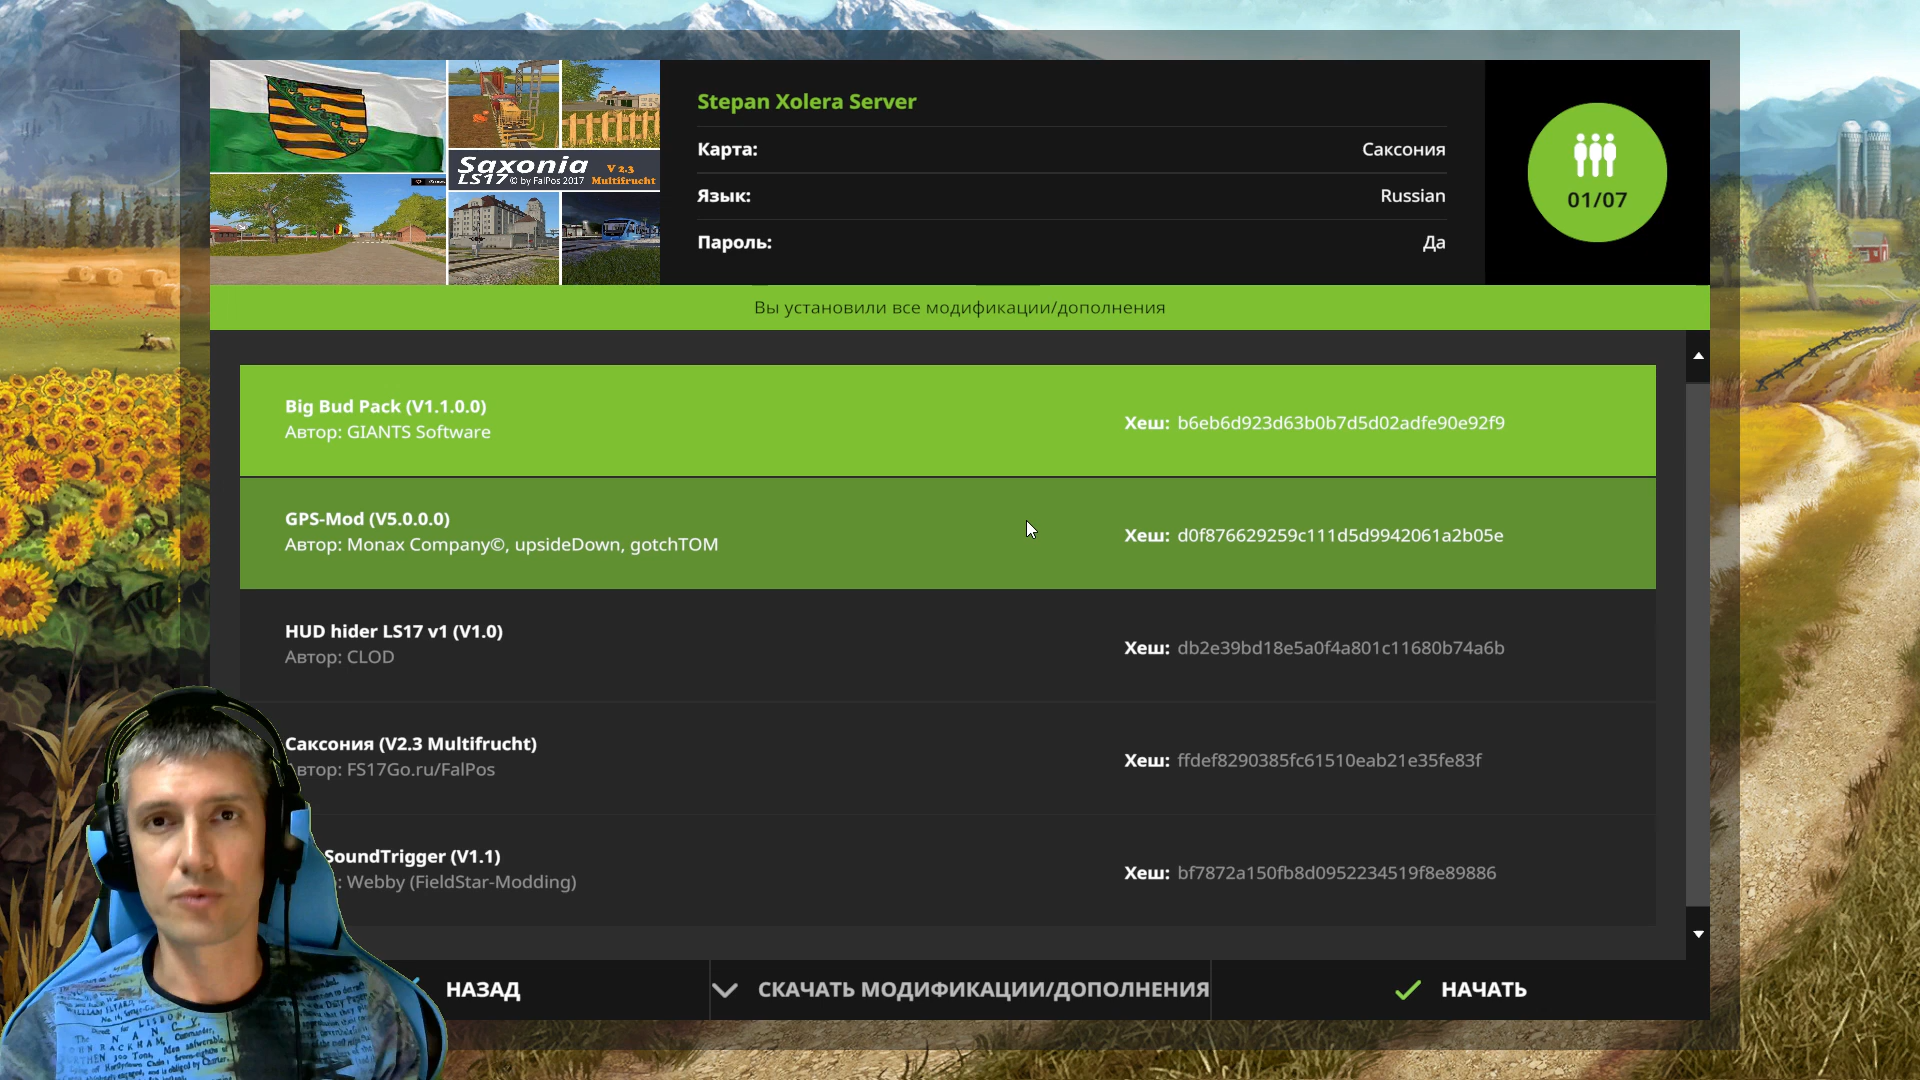 Saxonia
V 2.3
LS17 © by FalPos 2017 Multifrucht
Stepan Xolera Server
Карта: Саксония
Язык: Russian
Пароль: Да
01/07
Вы установили все модификации/дополнения
Big Bud Pack (V1.1.0.0)
Автор: GIANTS Software
Хеш: b6eb6d923d63b0b7d5d02adfe90e92f9
GPS-Mod (V5.0.0.0)
Автор: Monax Company©, upsideDown, gotchTOM
Хеш: d0f876629259c111d5d9942061a2b05e
HUD hider LS17 v1 (V1.0)
Автор: CLOD
Хеш: db2e39bd18e5a0f4a801c11680b74a6b
Саксония (V2.3 Multifrucht)
втор: FS17Go.ru/FalPos
Хеш: ffdef8290385fc61510eab21e35fe83f
SoundTrigger (V1.1)
: Webby (FieldStar-Modding)
Хеш: bf7872a150fb8d0952234519f8e89886
НАЗАД
СКАЧАТЬ МОДИФИКАЦИИ/ДОПОЛНЕНИЯ
НАЧАТЬ